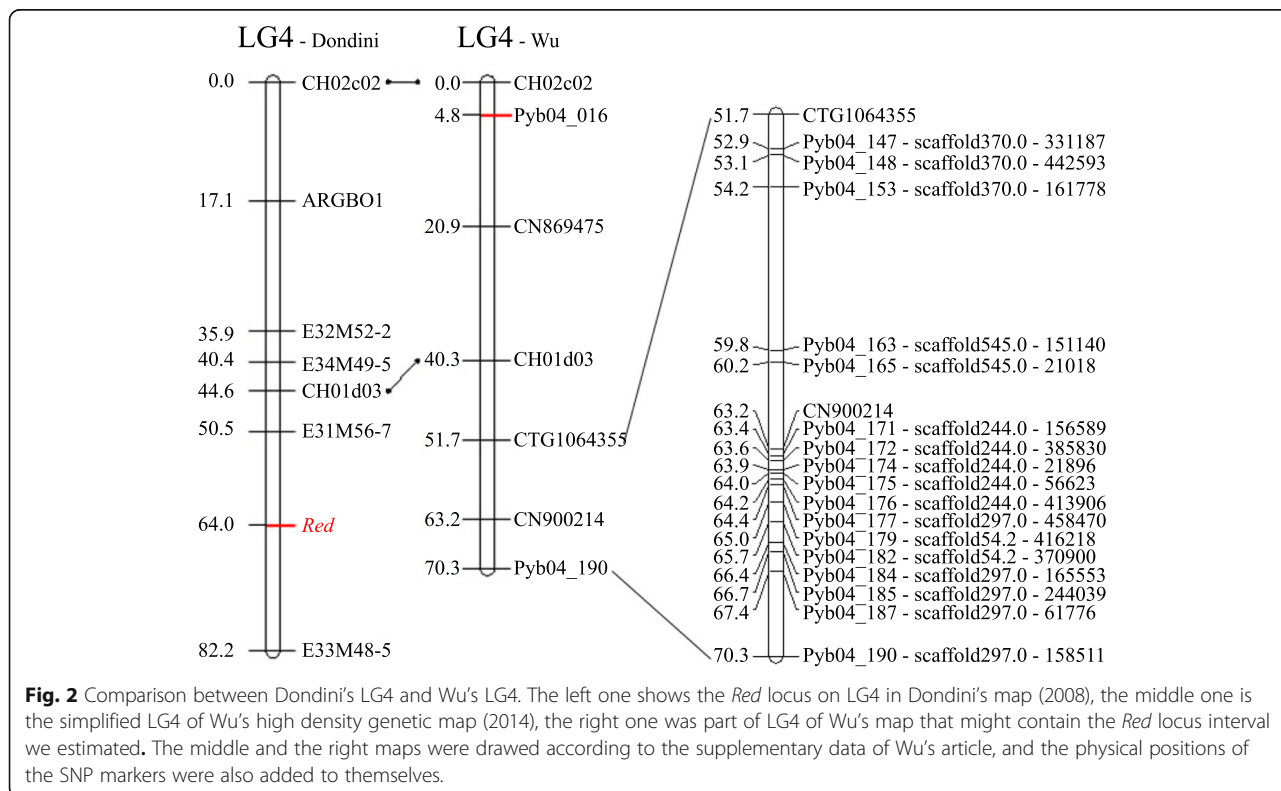 LG4 - Dondini
0.0 CH02c02
17.1 ARGBO1
35.9 E32M52-2
40.4 E34M49-5
44.6 CH01d03
50.5 E31M56-7
64.0 Red
82.2 E33M48-5
LG4 - Wu
0.0 CH02c02
4.8 Pyb04_016
20.9 CN869475
40.3 CH01d03
51.7 CTG1064355
63.2 CN900214
70.3 Pyb04_190
51.7 CTG1064355
52.9 Pyb04_147 - scaffold370.0 - 331187
53.1 Pyb04_148 - scaffold370.0 - 442593
54.2 Pyb04_153 - scaffold370.0 - 161778
59.8 Pyb04_163 - scaffold545.0 - 151140
60.2 Pyb04_165 - scaffold545.0 - 21018
63.2 CN900214
63.4 Pyb04_171 - scaffold244.0 - 156589
63.6 Pyb04_172 - scaffold244.0 - 385830
63.9 Pyb04_174 - scaffold244.0 - 21896
64.0 Pyb04_175 - scaffold244.0 - 56623
64.2 Pyb04_176 - scaffold244.0 - 413906
64.4 Pyb04_177 - scaffold297.0 - 458470
65.0 Pyb04_179 - scaffold54.2 - 416218
65.7 Pyb04_182 - scaffold54.2 - 370900
66.4 Pyb04_184 - scaffold297.0 - 165553
66.7 Pyb04_185 - scaffold297.0 - 244039
67.4 Pyb04_187 - scaffold297.0 - 61776
70.3 Pyb04_190 - scaffold297.0 - 158511
Fig. 2 Comparison between Dondini's LG4 and Wu's LG4. The left one shows the Red locus on LG4 in Dondini's map (2008), the middle one is
the simplified LG4 of Wu's high density genetic map (2014), the right one was part of LG4 of Wu's map that might contain the Red locus interval
we estimated. The middle and the right maps were drawed according to the supplementary data of Wu's article, and the physical positions of
the SNP markers were also added to themselves.